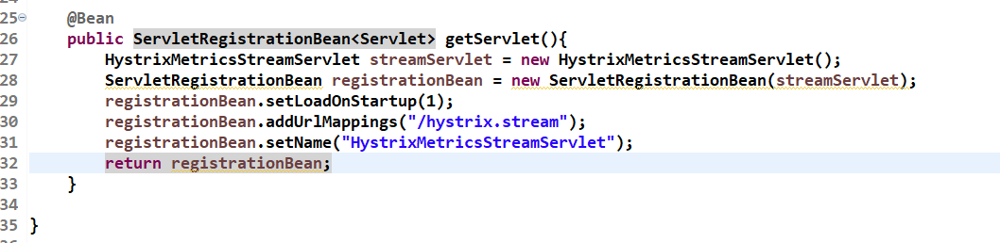 25 @Bean
26 public ServletRegistrationBean<Servlet> getServlet(){
27 HystrixMetricsStreamServlet streamServlet = new HystrixMetricsStreamServlet();
28 ServletRegistrationBean registrationBean = new ServletRegistrationBean(streamServlet);
29 registrationBean.setLoadOnStartup(1);
30 registrationBean.addUrlMappings("/hystrix.stream");
31 registrationBean.setName("HystrixMetricsStreamServlet");
32 return registrationBean;
33 }
34
35 }